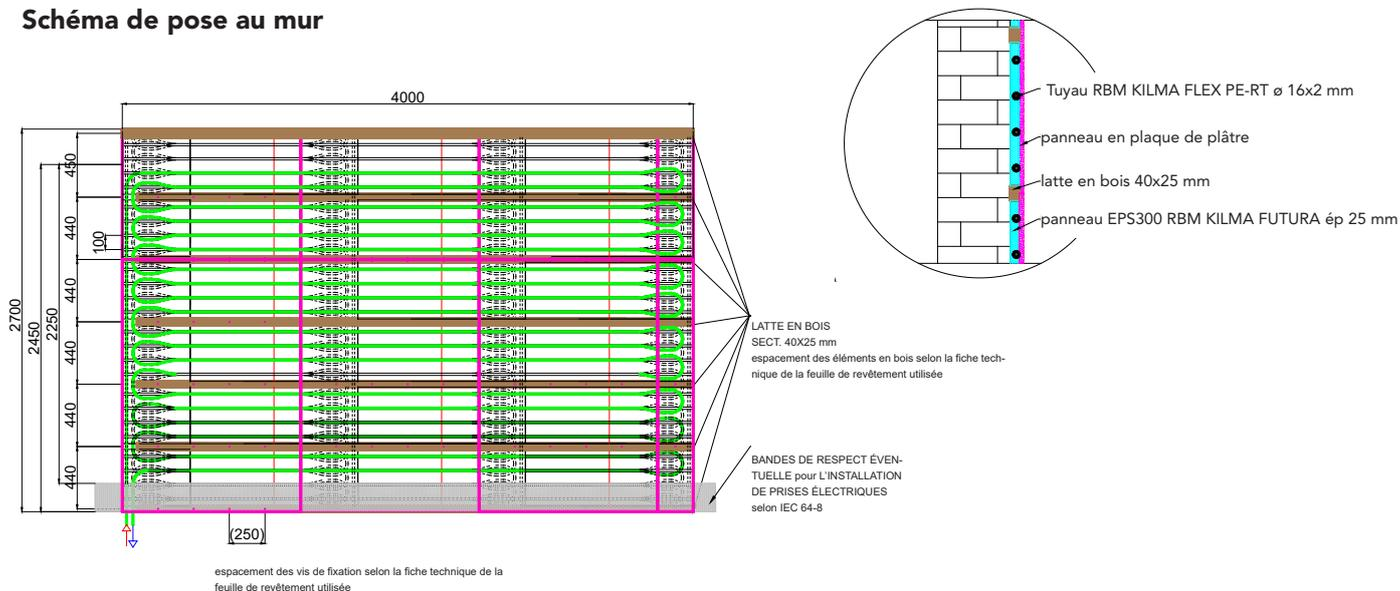 Schéma de pose au mur
Tuyau RBM KILMA FLEX PE-RT ø 16x2 mm
panneau en plaque de plâtre
latte en bois 40x25 mm
panneau EPS300 RBM KILMA FUTURA ép 25 mm
4000
450
440
100
440
440
440
440
2700
2450
2250
LATTE EN BOIS
SECT. 40X25 mm
espacement des éléments en bois selon la fiche tech-
nique de la feuille de revêtement utilisée
BANDES DE RESPECT ÉVEN-
TUELLE pour L'INSTALLATION
DE PRISES ÉLECTRIQUES
selon IEC 64-8
(250)
espacement des vis de fixation selon la fiche technique de la
feuille de revêtement utilisée